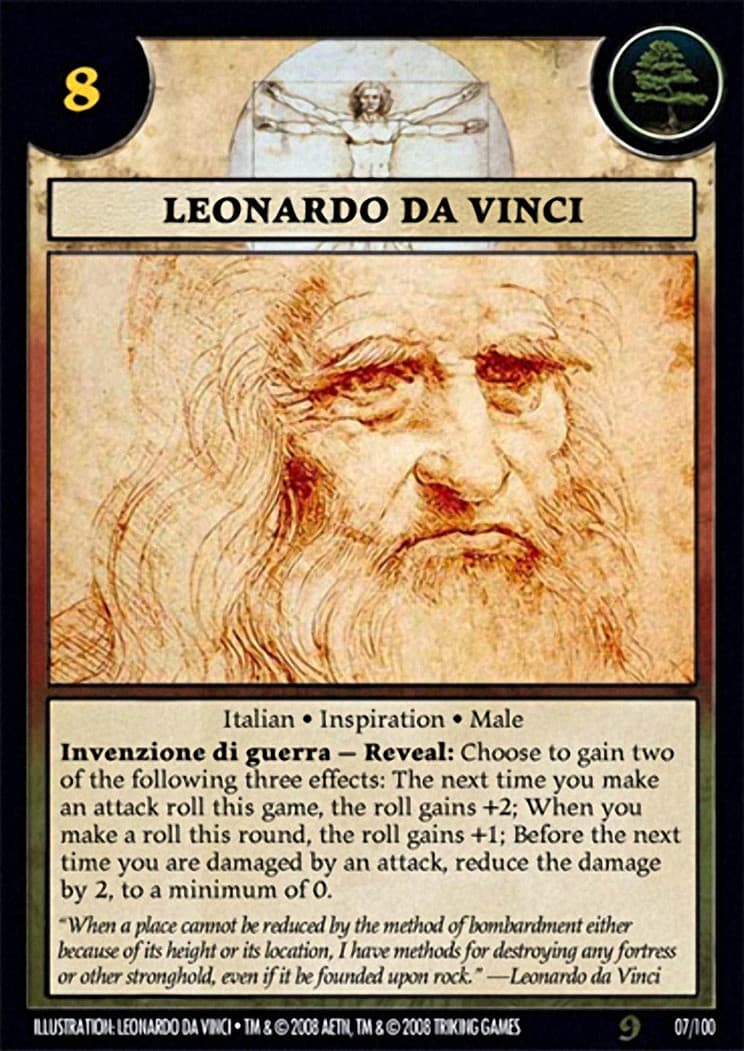 8
LEONARDO DA VINCI
Italian • Inspiration • Male
Invenzione di guerra — Reveal: Choose to gain two
of the following three effects: The next time you make
an attack roll this game, the roll gains +2; When you
make a roll this round, the roll gains +1; Before the next
time you are damaged by an attack, reduce the damage
by 2, to a minimum of 0.
"When a place cannot be reduced by the method of bombardment either
because of its height or its location, I have methods for destroying any fortress
or other stronghold, even if it be founded upon rock." —Leonardo da Vinci
ILLUSTRATION: LEONARDO DA VINCI • TM & © 2008 AETN, TM & © 2008 TRIKING GAMES 9 07/100